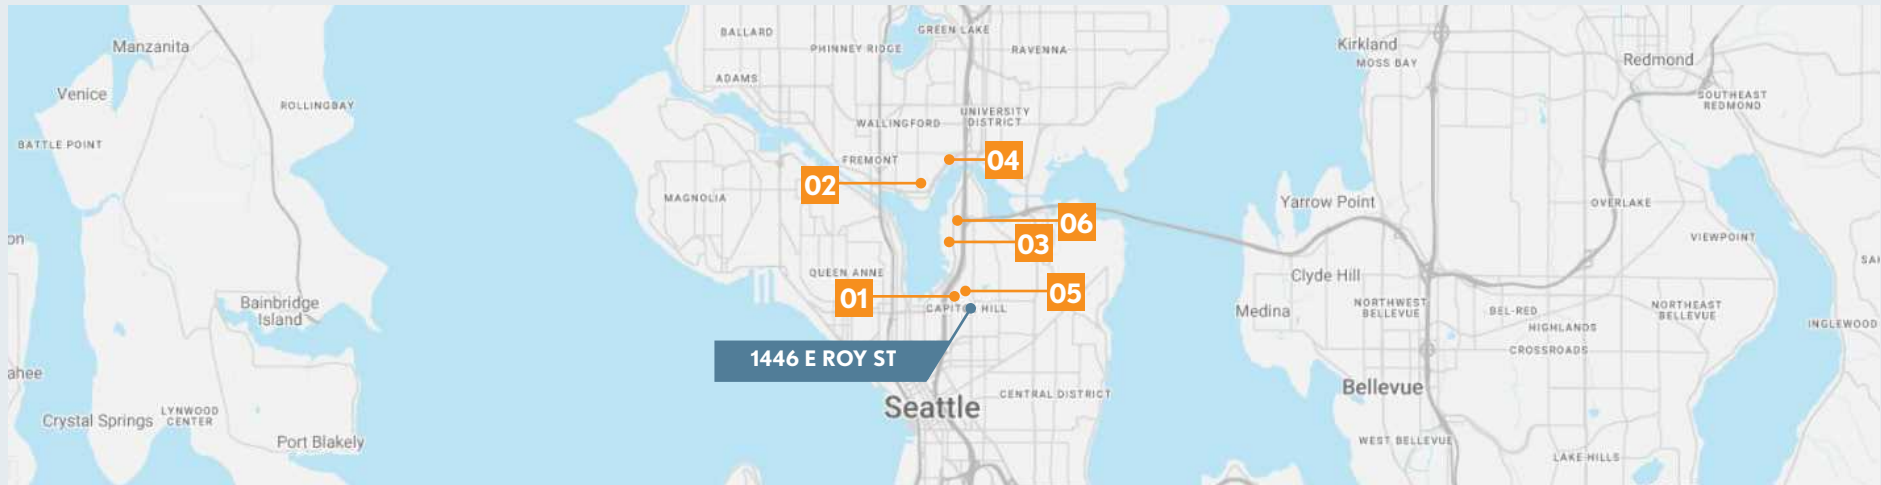 Manzanita
Venice
ROLLINGBAY
BATTLE POINT
on
Bainbridge
Island
ahee
Crystal Springs
LYNWOOD
CENTER
Port Blakely
BALLARD
GREEN LAKE
PHINNEY RIDGE
RAVENNA
ADAMS
UNIVERSITY
DISTRICT
WALLINGFORD
FREMONT
04
02
MAGNOLIA
06
03
QUEEN ANNE
01
05
CAPITOL HILL
1446 E ROY ST
CENTRAL DISTRICT
Seattle
Kirkland
MOSS BAY
Redmond
SOUTHEAST
REDMOND
Yarrow Point
OVERLAKE
VIEWPOINT
Clyde Hill
Medina
NORTHWEST
BELLEVUE
BEL-RED
NORTHEAST
BELLEVUE
HIGHLANDS
INGLEWOOD
CROSSROADS
Bellevue
WEST BELLEVUE
LAKE HILLS